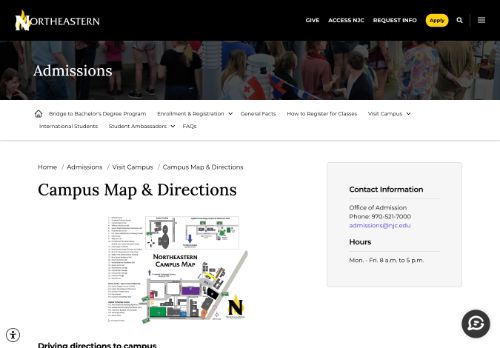 NORTHEASTERN
GIVE ACCESS NJC REQUEST INFO Apply
Admissions
Bridge to Bachelor's Degree Program Enrollment & Registration General Facts How to Register for Classes Visit Campus
International Students Student Ambassadors FAQs
Home / Admissions / Visit Campus / Campus Map & Directions
Campus Map & Directions
NORTHEASTERN
CAMPUS MAP
Contact Information
Office of Admission
Phone: 970-521-7000
admissions@njc.edu
Hours
Mon. - Fri. 8 a.m. to 5 p.m.
Driving directions to campus